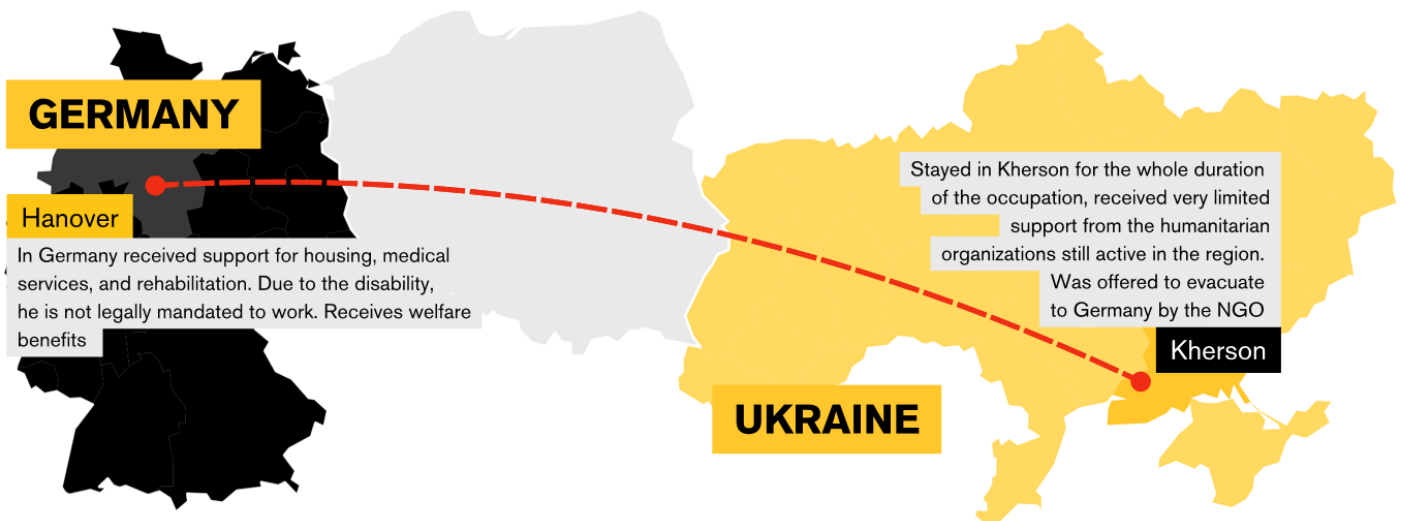 GERMANY
Hanover
In Germany received support for housing, medical
services, and rehabilitation. Due to the disability,
he is not legally mandated to work. Receives welfare
benefits
Stayed in Kherson for the whole duration
of the occupation, received very limited
support from the humanitarian
organizations still active in the region.
Was offered to evacuate
to Germany by the NGO
Kherson
UKRAINE